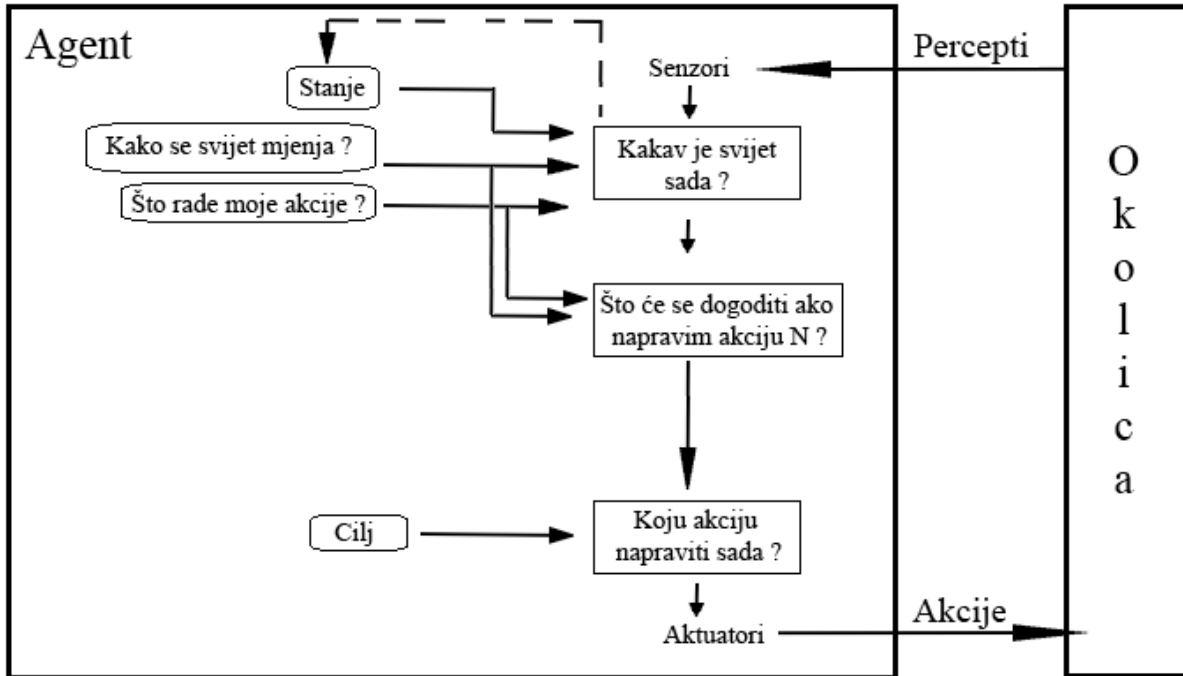 Agent
Percepti
Senzori
Stanje
Kako se svijet mjenja ?
Kakav je svijet
sada ?
Što rade moje akcije ?
Što će se dogoditi ako
napravim akciju N ?
Cilj
Koju akciju
napraviti sada ?
Aktuatori
Akcije
Okolica